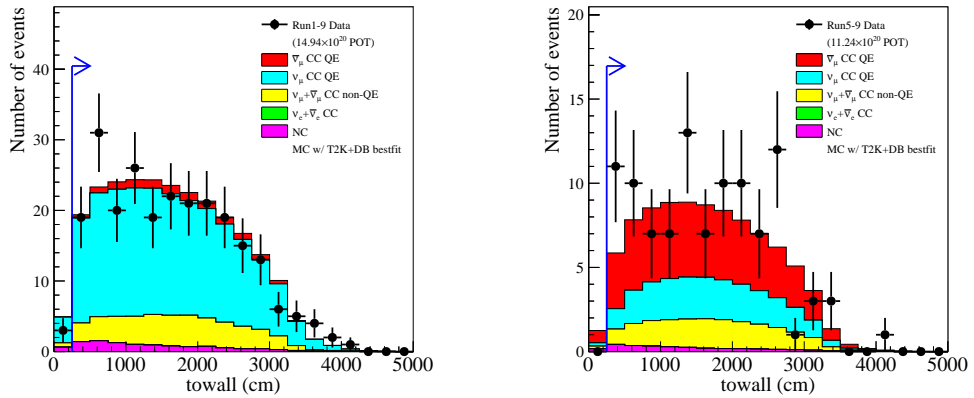 Number of events
40
30
20
10
0
0 1000 2000 3000 4000 5000
towall (cm)
Run1-9 Data
(14.94×10²⁰ POT)
ν̅μ CC QE
νμ CC QE
νμ+ν̅μ CC non-QE
νe+ν̅e CC
NC
MC w/ T2K+DB bestfit
Number of events
20
15
10
5
0
0 1000 2000 3000 4000 5000
towall (cm)
Run5-9 Data
(11.24×10²⁰ POT)
ν̅μ CC QE
νμ CC QE
νμ+ν̅μ CC non-QE
νe+ν̅e CC
NC
MC w/ T2K+DB bestfit